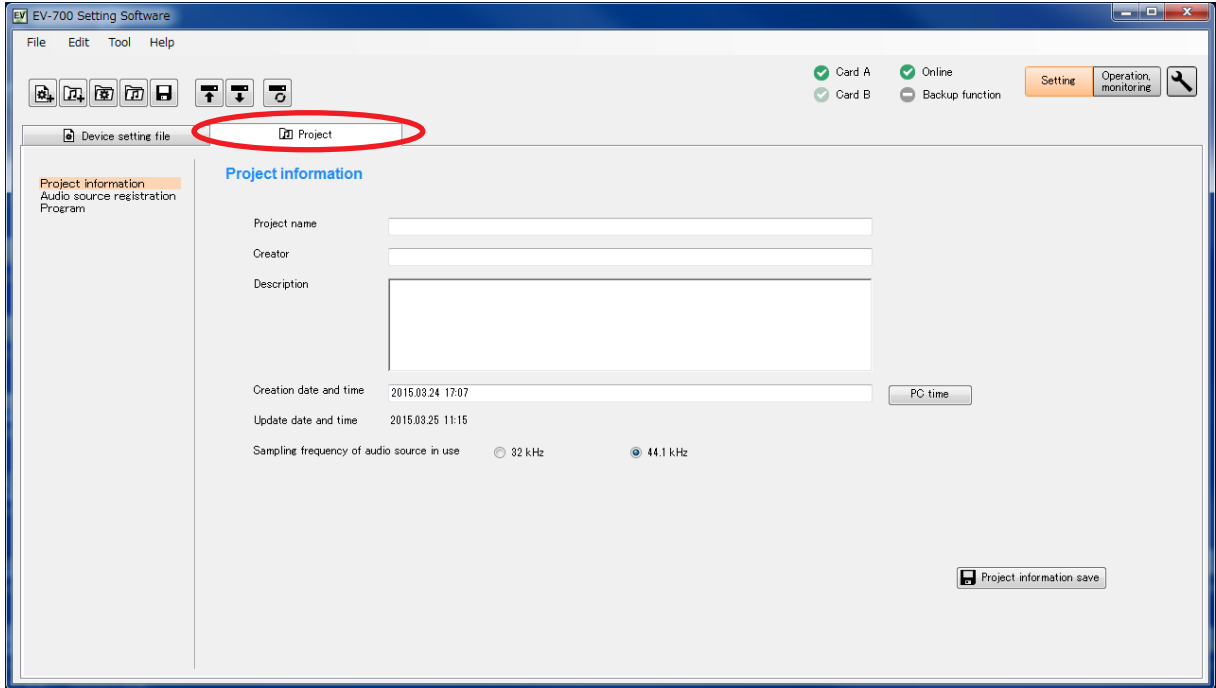 EV EV-700 Setting Software
File Edit Tool Help
Card A Online
Card B Backup function
Setting
Operation,
monitoring
Device setting file
Project
Project information
Audio source registration
Program
Project information
Project name
Creator
Description
Creation date and time 2015.03.24 17:07 PC time
Update date and time 2015.03.25 11:15
Sampling frequency of audio source in use 32 kHz 44.1 kHz
Project information save